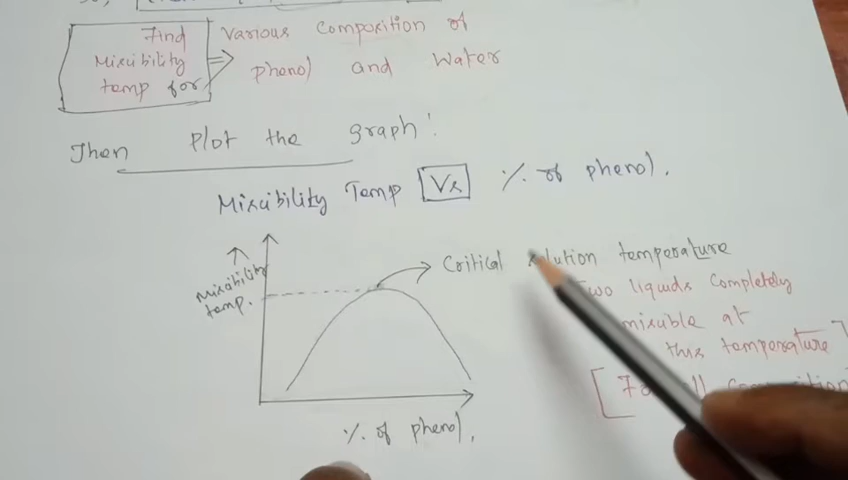 Find
Miscibility
temp for
Various Composition of
phenol and Water
Then Plot the graph!
Miscibility Temp Vs % of phenol.
Miscibility
temp.
Critical solution temperature
Two liquids completely
miscible at
this temperature
% of phenol.